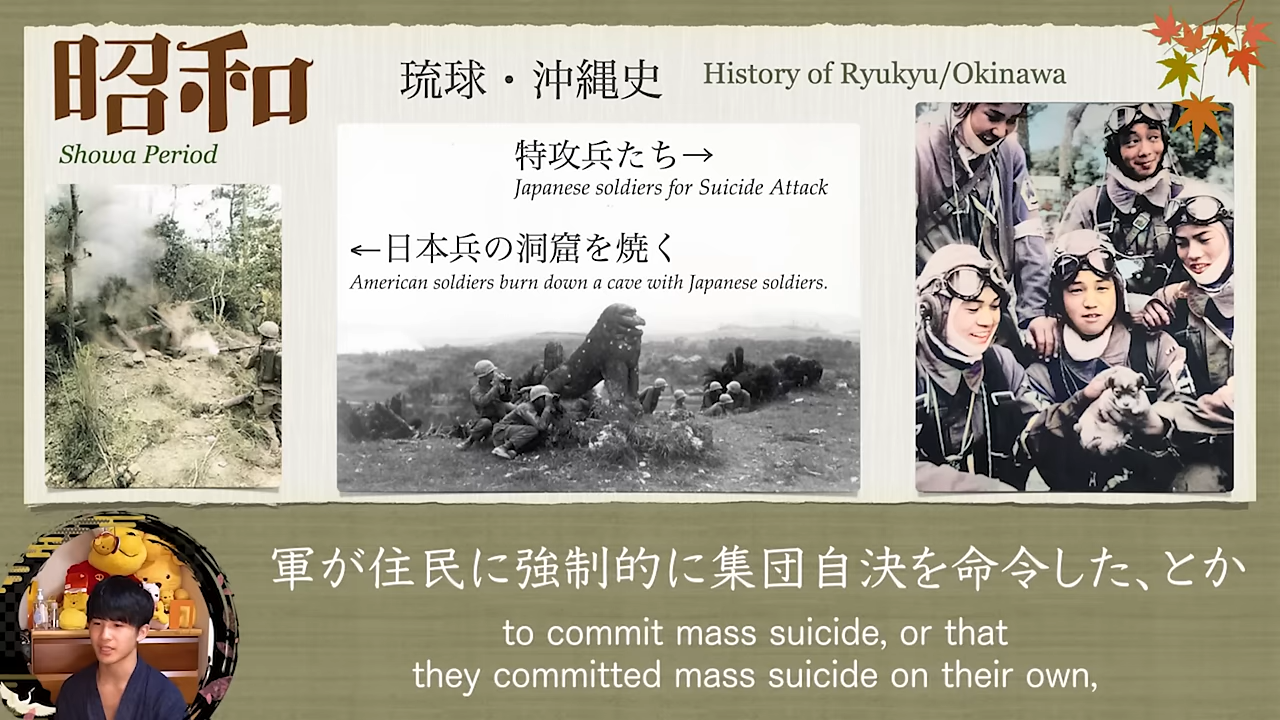 昭和
Showa Period
琉球・沖縄史
History of Ryukyu/Okinawa
特攻兵たち→
Japanese soldiers for Suicide Attack
←日本兵の洞窟を焼く
American soldiers burn down a cave with Japanese soldiers.
軍が住民に強制的に集団自決を命令した、とか
to commit mass suicide, or that
they committed mass suicide on their own,